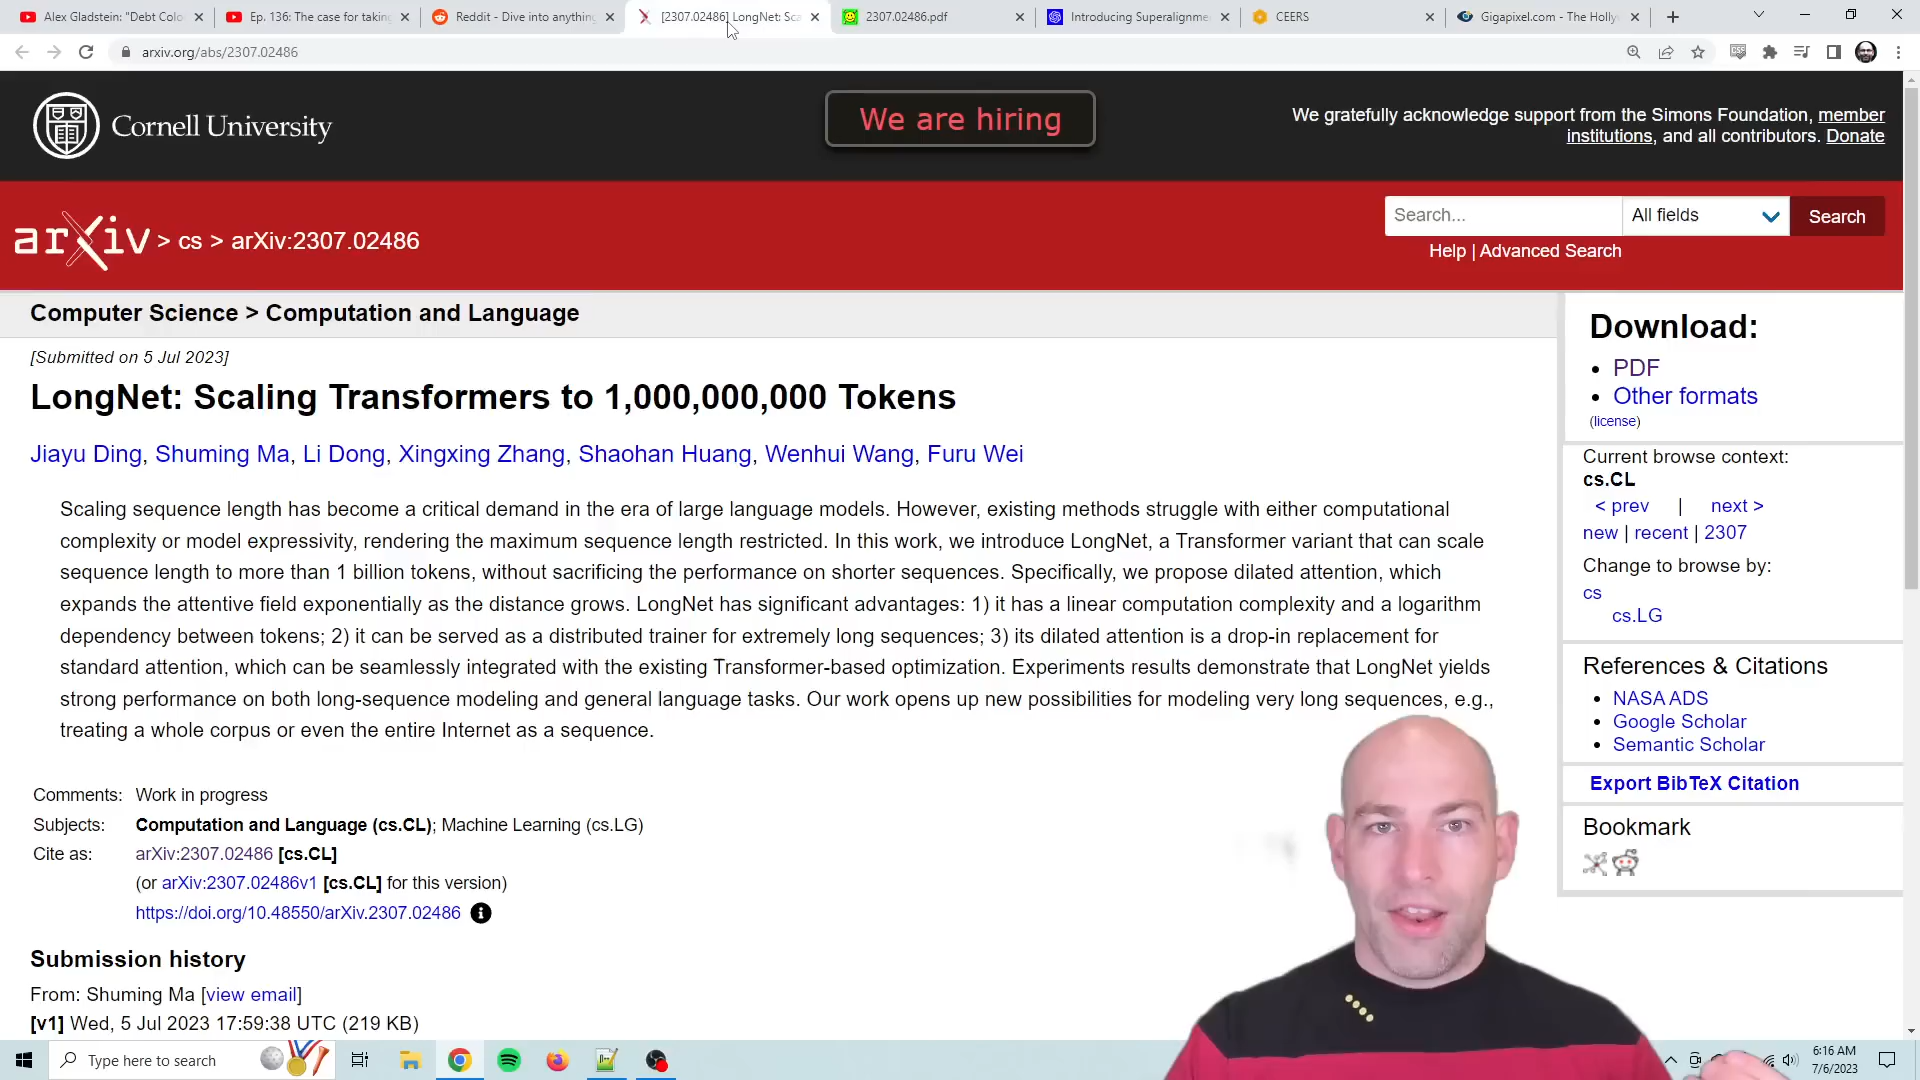 Alex Gladstein: "Debt Colo
Ep. 136: The case for taking
Reddit - Dive into anything
[2307.02486] LongNet: Sca
2307.02486.pdf
Introducing Superalignme
CEERS
Gigapixel.com - The Holly
arxiv.org/abs/2307.02486
Cornell University
We are hiring
We gratefully acknowledge support from the Simons Foundation, member
institutions, and all contributors. Donate
arXiv > cs > arXiv:2307.02486
Search...
All fields
Search
Help | Advanced Search
Computer Science > Computation and Language
[Submitted on 5 Jul 2023]
LongNet: Scaling Transformers to 1,000,000,000 Tokens
Jiayu Ding, Shuming Ma, Li Dong, Xingxing Zhang, Shaohan Huang, Wenhui Wang, Furu Wei
Scaling sequence length has become a critical demand in the era of large language models. However, existing methods struggle with either computational
complexity or model expressivity, rendering the maximum sequence length restricted. In this work, we introduce LongNet, a Transformer variant that can scale
sequence length to more than 1 billion tokens, without sacrificing the performance on shorter sequences. Specifically, we propose dilated attention, which
expands the attentive field exponentially as the distance grows. LongNet has significant advantages: 1) it has a linear computation complexity and a logarithm
dependency between tokens; 2) it can be served as a distributed trainer for extremely long sequences; 3) its dilated attention is a drop-in replacement for
standard attention, which can be seamlessly integrated with the existing Transformer-based optimization. Experiments results demonstrate that LongNet yields
strong performance on both long-sequence modeling and general language tasks. Our work opens up new possibilities for modeling very long sequences, e.g.,
treating a whole corpus or even the entire Internet as a sequence.
Comments: Work in progress
Subjects: Computation and Language (cs.CL); Machine Learning (cs.LG)
Cite as: arXiv:2307.02486 [cs.CL]
(or arXiv:2307.02486v1 [cs.CL] for this version)
https://doi.org/10.48550/arXiv.2307.02486
Submission history
From: Shuming Ma [view email]
[v1] Wed, 5 Jul 2023 17:59:38 UTC (219 KB)
Download:
PDF
Other formats
(license)
Current browse context:
cs.CL
< prev | next >
new | recent | 2307
Change to browse by:
cs
cs.LG
References & Citations
NASA ADS
Google Scholar
Semantic Scholar
Export BibTeX Citation
Bookmark
Type here to search
6:16 AM
7/6/2023